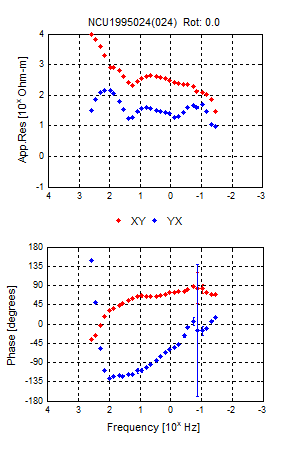 NCU1995024(024) Rot: 0.0
App.Res [10ˣ Ohm-m]
4
3
2
1
0
-1
4 3 2 1 0 -1 -2 -3
XY YX
Phase [degrees]
180
135
90
45
0
-45
-90
-135
-180
4 3 2 1 0 -1 -2 -3
Frequency [10ˣ Hz]